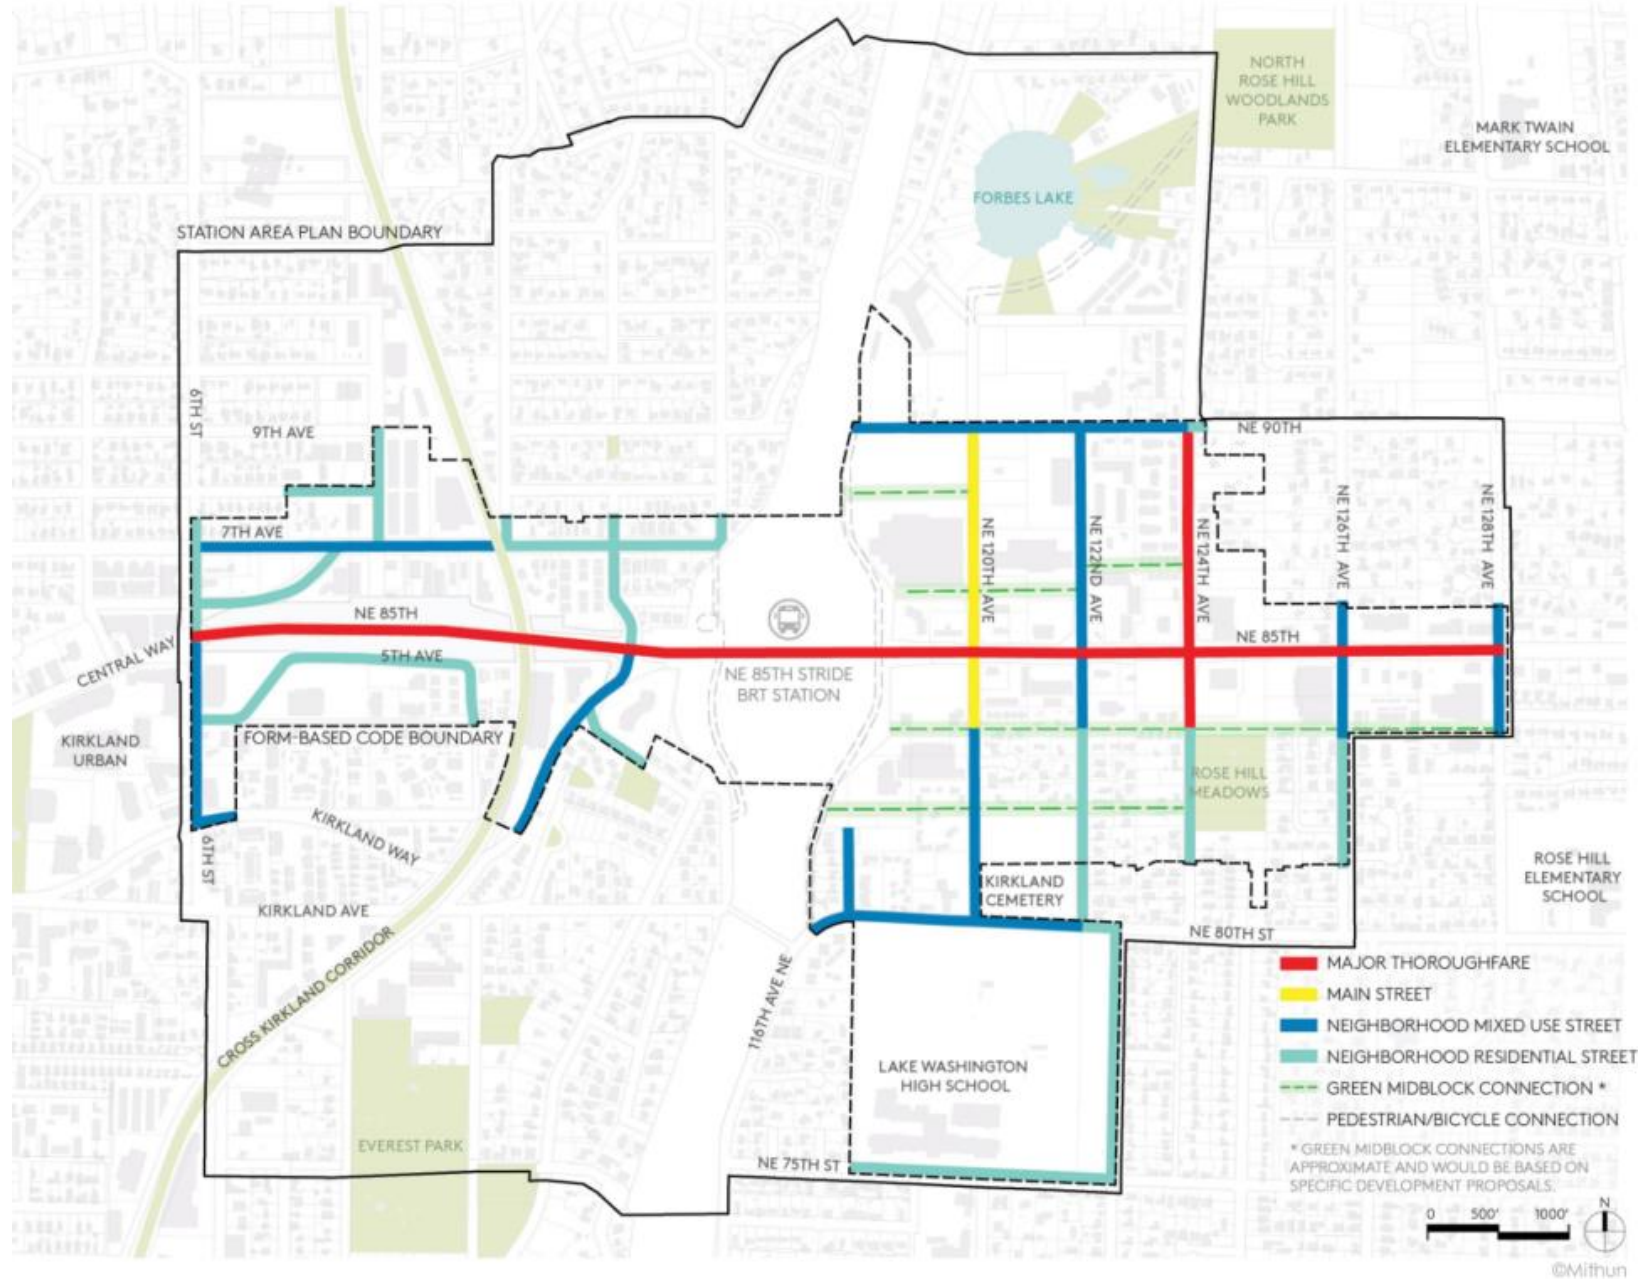 NORTH
ROSE HILL
WOODLANDS
PARK
MARK TWAIN
ELEMENTARY SCHOOL
FORBES LAKE
STATION AREA PLAN BOUNDARY
6TH ST
9TH AVE
NE 90TH
7TH AVE
NE 120TH AVE
NE 122ND AVE
NE 124TH AVE
NE 126TH AVE
NE 128TH AVE
NE 85TH
NE 85TH
CENTRAL WAY
5TH AVE
NE 85TH STRIDE
BRT STATION
KIRKLAND
URBAN
FORM-BASED CODE BOUNDARY
ROSE HILL
MEADOWS
KIRKLAND WAY
6TH ST
KIRKLAND
CEMETERY
ROSE HILL
ELEMENTARY
SCHOOL
KIRKLAND AVE
NE 80TH ST
CROSS KIRKLAND CORRIDOR
116TH AVE NE
LAKE WASHINGTON
HIGH SCHOOL
EVEREST PARK
NE 75TH ST
MAJOR THOROUGHFARE
MAIN STREET
NEIGHBORHOOD MIXED USE STREET
NEIGHBORHOOD RESIDENTIAL STREET
GREEN MIDBLOCK CONNECTION *
PEDESTRIAN/BICYCLE CONNECTION
* GREEN MIDBLOCK CONNECTIONS ARE
APPROXIMATE AND WOULD BE BASED ON
SPECIFIC DEVELOPMENT PROPOSALS.
0 500' 1000'
N
©Mithun